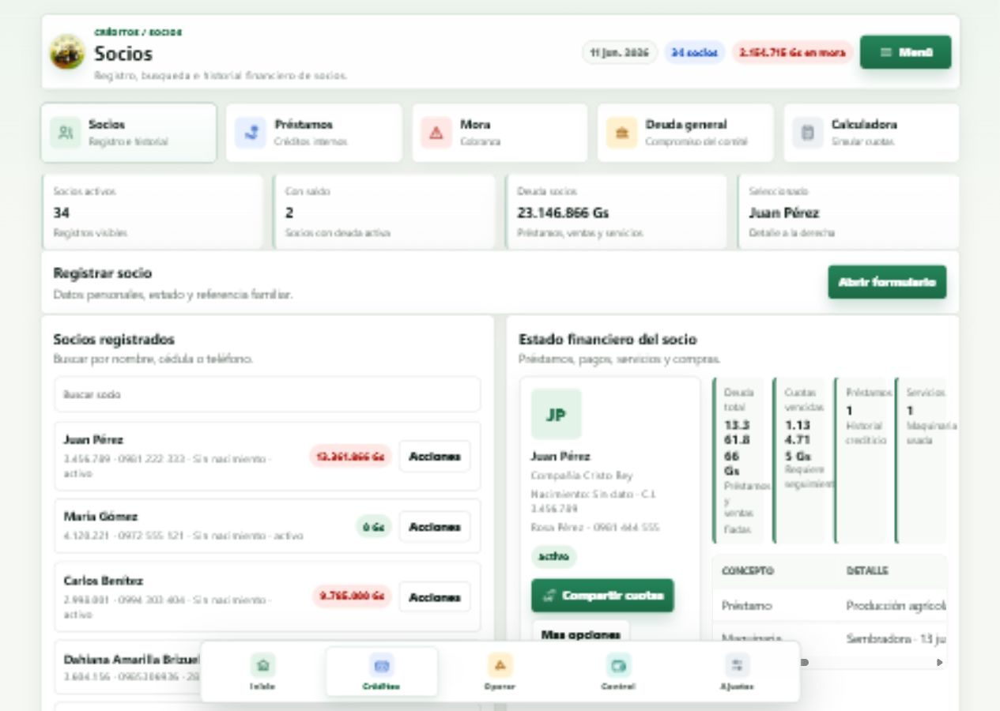 CRÉDITOS / SOCIOS
Socios
Registro, busqueda e historial financiero de socios.
11 jun. 2026
34 socios
2.154.715 Gs en mora
Menú
Socios
Registro e historial
Préstamos
Créditos internos
Mora
Cobranza
Deuda general
Compromiso del comité
Calculadora
Simular cuotas
Socios activos
34
Registros visibles
Con saldo
2
Socios con deuda activa
Deuda socios
23.146.866 Gs
Préstamos, ventas y servicios
Seleccionado
Juan Pérez
Detalle a la derecha
Registrar socio
Datos personales, estado y referencia familiar.
Abrir formulario
Socios registrados
Buscar por nombre, cédula o teléfono.
Buscar socio
Juan Pérez
3.456.789 · 0981 222 333 · Sin nacimiento ·
activo
13.361.866 Gs
Acciones
María Gómez
4.120.221 · 0972 555 121 · Sin nacimiento · activo
0 Gs
Acciones
Carlos Benítez
2.998.001 · 0994 303 404 · Sin nacimiento ·
activo
9.785.000 Gs
Acciones
Dahiana Amarilla Brizuel
3.604.156 · 0985306936 · 28
Estado financiero del socio
Préstamos, pagos, servicios y compras.
JP
Juan Pérez
Compañía Cristo Rey
Nacimiento: Sin dato · C.I.
3.456.789
Rosa Pérez - 0981 444 555
activo
Compartir cuotas
Mas opciones
Deuda
total
13.3
61.8
66
Gs
Préstamos
y
ventas
fiadas
Cuotas
vencidas
1.13
4.71
5 Gs
Requiere
seguimient
Préstamos
1
Historial
crediticio
Servicios
1
Maquinaria
usada
CONCEPTO
DETALLE
Préstamo
Producción agrícola
Maquinaria
Sembradora · 13 ju
Inicio
Créditos
Operar
Control
Ajustes